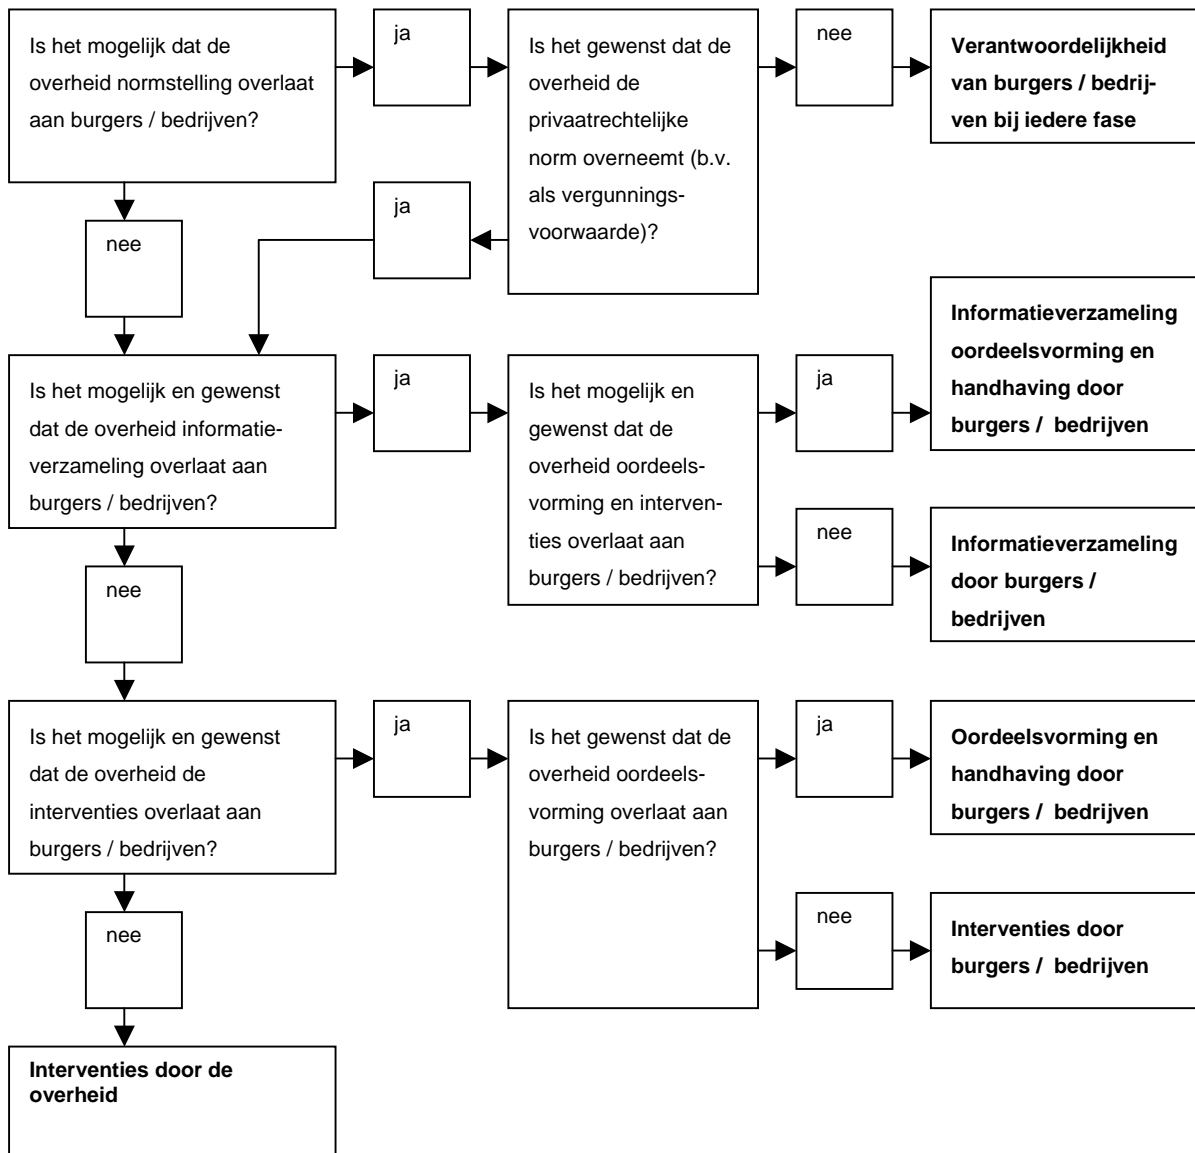 Is het mogelijk dat de
overheid normstelling overlaat
aan burgers / bedrijven?
ja
Is het gewenst dat de
overheid de
privaatrechtelijke
norm overneemt (b.v.
als vergunnings-
voorwaarde)?
nee
Verantwoordelijkheid
van burgers / bedrij-
ven bij iedere fase
ja
nee
Is het mogelijk en gewenst
dat de overheid informatie-
verzameling overlaat aan
burgers / bedrijven?
ja
Is het mogelijk en
gewenst dat de
overheid oordeels-
vorming en interven-
ties overlaat aan
burgers / bedrijven?
ja
Informatieverzameling
oordeelsvorming en
handhaving door
burgers / bedrijven
nee
Informatieverzameling
door burgers /
bedrijven
nee
Is het mogelijk en gewenst
dat de overheid de
interventies overlaat aan
burgers / bedrijven?
ja
Is het gewenst dat de
overheid oordeels-
vorming overlaat aan
burgers / bedrijven?
ja
Oordeelsvorming en
handhaving door
burgers / bedrijven
nee
Interventies door
burgers / bedrijven
nee
Interventies door de
overheid